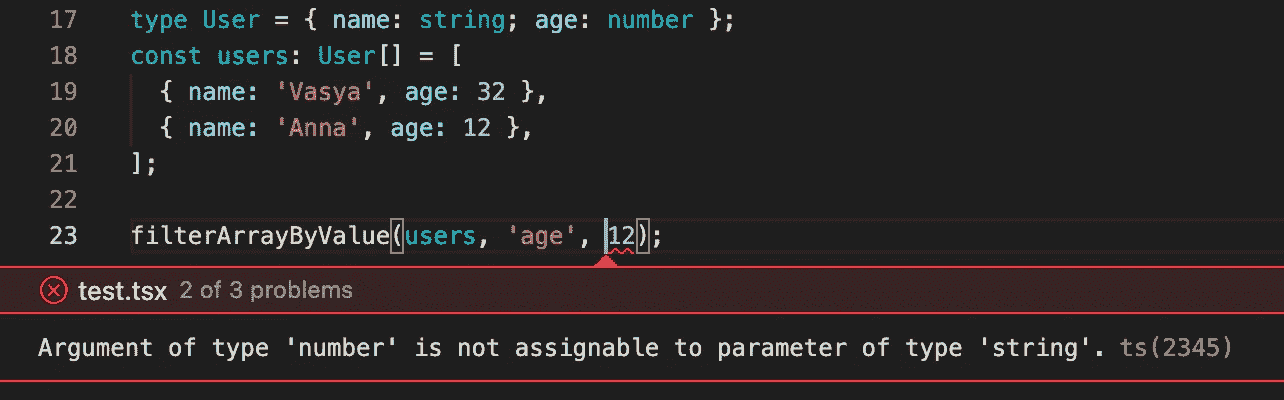 17 type User = { name: string; age: number };
18 const users: User[] = [
19 { name: 'Vasya', age: 32 },
20 { name: 'Anna', age: 12 },
21 ];
22
23 filterArrayByValue(users, 'age', 12);
test.tsx 2 of 3 problems
Argument of type 'number' is not assignable to parameter of type 'string'. ts(2345)